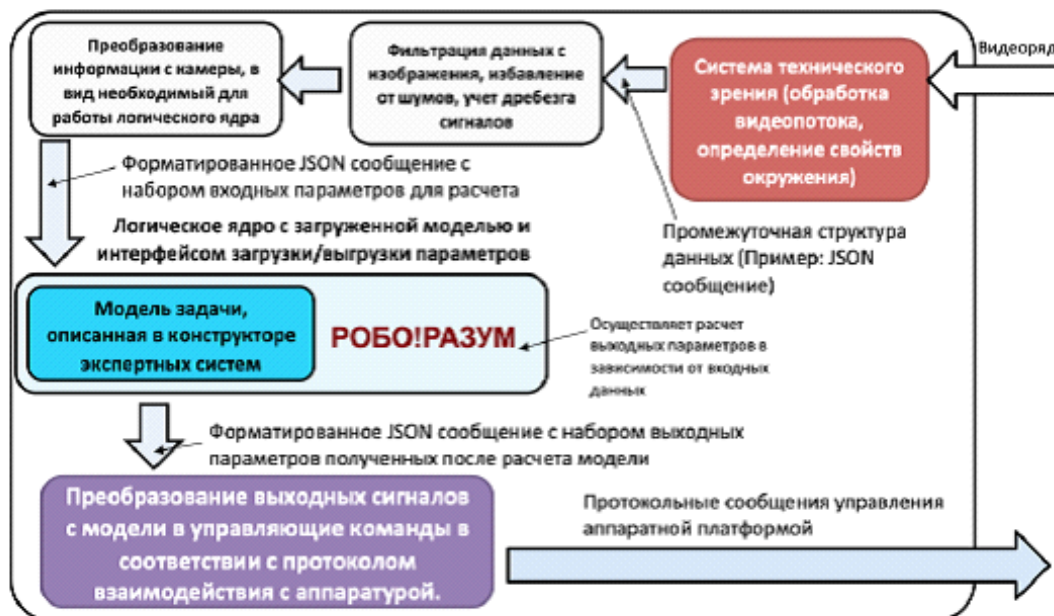 Преобразование
информации с камеры, в
вид необходимый для
работы логического ядра
Фильтрация данных с
изображения, избавление
от шумов, учет дребезга
сигналов
Видеоряд
Система технического
зрения (обработка
видеопотока,
определение свойств
окружения)
Форматированное JSON сообщение с
набором входных параметров для расчета
Промежуточная структура
данных (Пример: JSON
сообщение)
Логическое ядро с загруженной моделью и
интерфейсом загрузки/выгрузки параметров
Модель задачи,
описанная в конструкторе
экспертных систем
РОБО!РАЗУМ
Осуществляет расчет
выходных параметров в
зависимости от входных
данных
Форматированное JSON сообщение с набором выходных
параметров полученных после расчета модели
Преобразование выходных сигналов
с модели в управляющие команды в
соответствии с протоколом
взаимодействия с аппаратурой.
Протокольные сообщения управления
аппаратной платформой